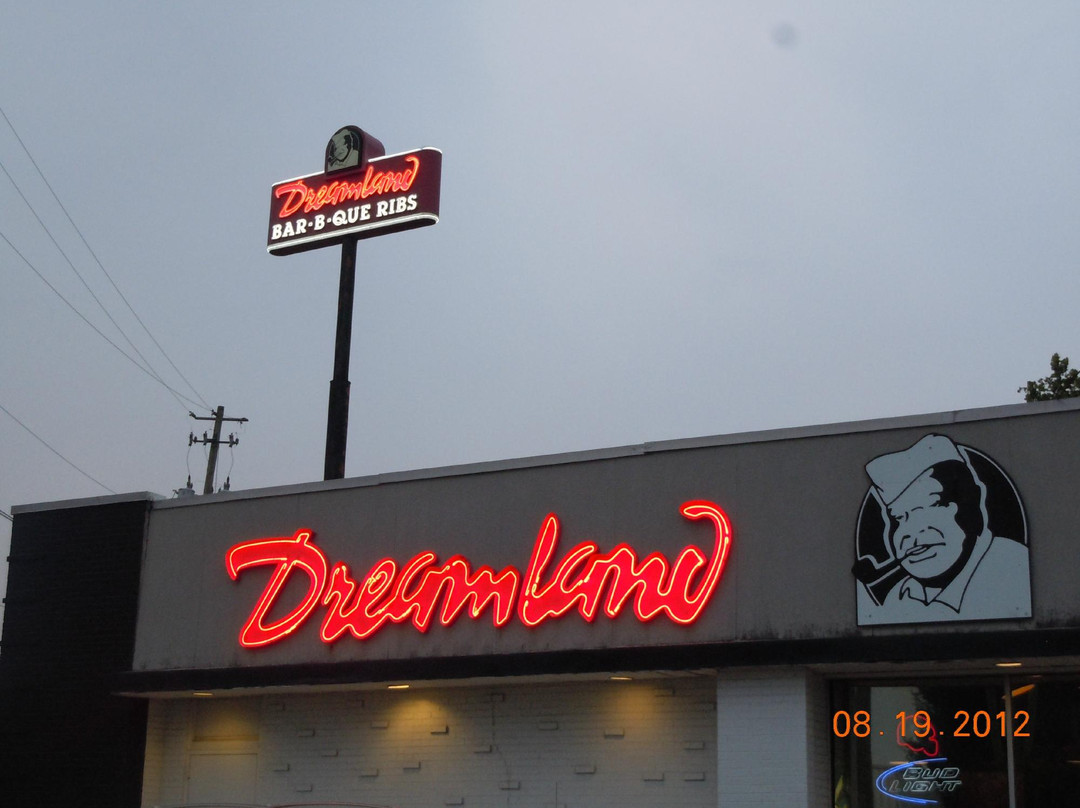 Dreamland
BAR-B-QUE RIBS
Dreamland
08.19.2012
BUD
LIGHT